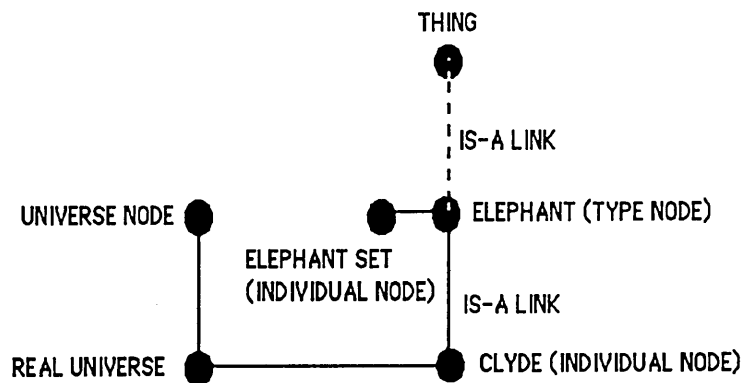 THING
IS-A LINK
UNIVERSE NODE
ELEPHANT (TYPE NODE)
ELEPHANT SET
(INDIVIDUAL NODE)
IS-A LINK
REAL UNIVERSE
CLYDE (INDIVIDUAL NODE)